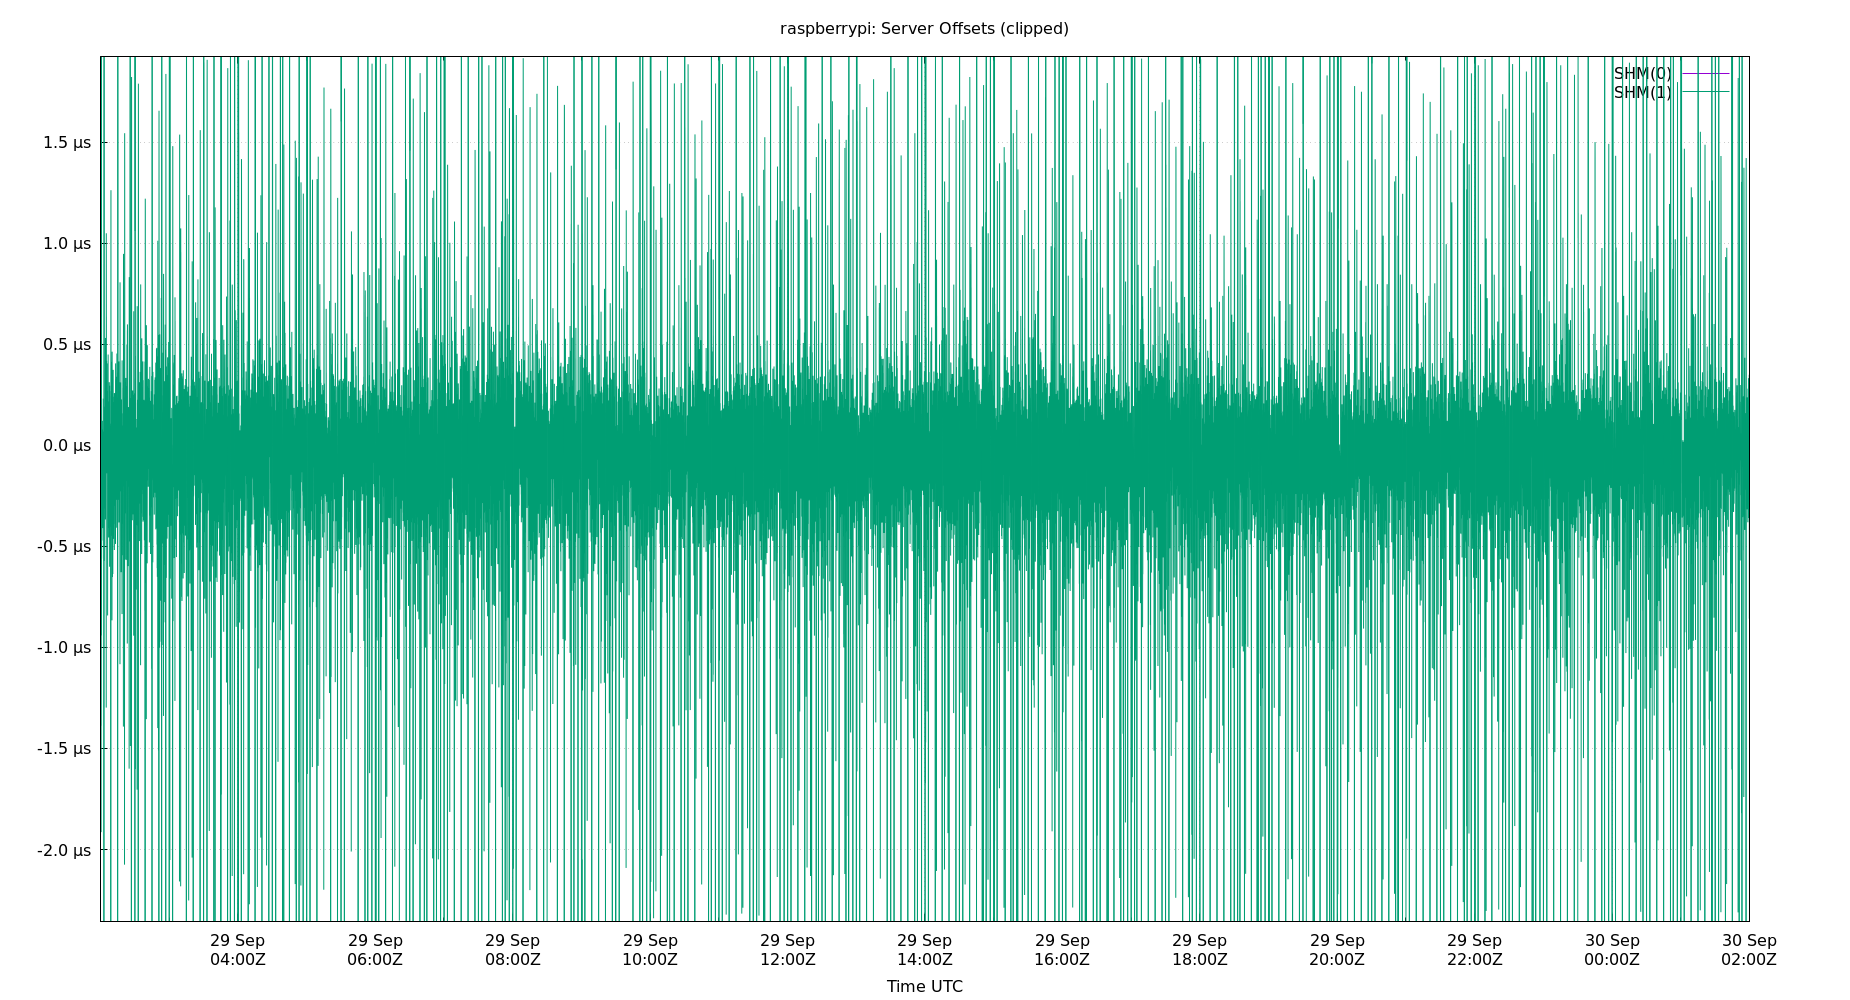 raspberrypi: Server Offsets (clipped)
SHM(0)
SHM(1)
1.5 µs
1.0 µs
0.5 µs
0.0 µs
-0.5 µs
-1.0 µs
-1.5 µs
-2.0 µs
29 Sep 29 Sep 29 Sep 29 Sep 29 Sep 29 Sep 29 Sep 29 Sep 29 Sep 29 Sep 30 Sep 30 Sep
04:00Z 06:00Z 08:00Z 10:00Z 12:00Z 14:00Z 16:00Z 18:00Z 20:00Z 22:00Z 00:00Z 02:00Z
Time UTC